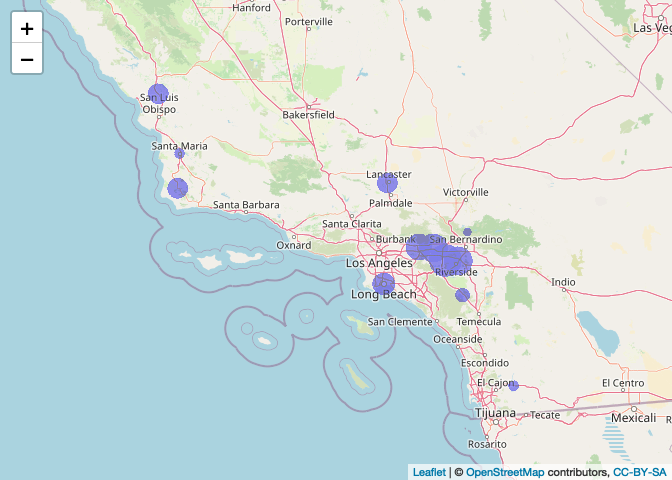 Hanford
Porterville
+
−
Las Veg
San Luis
Obispo
Bakersfield
Santa Maria
Lancaster
Palmdale
Victorville
Santa Barbara
Santa Clarita
Oxnard
Burbank
San Bernardino
Los Angeles
Riverside
Indio
Long Beach
San Clemente
Temecula
Oceanside
Escondido
El Cajon
El Centro
Tijuana
Tecate
Mexicali
Rosarito
Leaflet | © OpenStreetMap contributors, CC-BY-SA